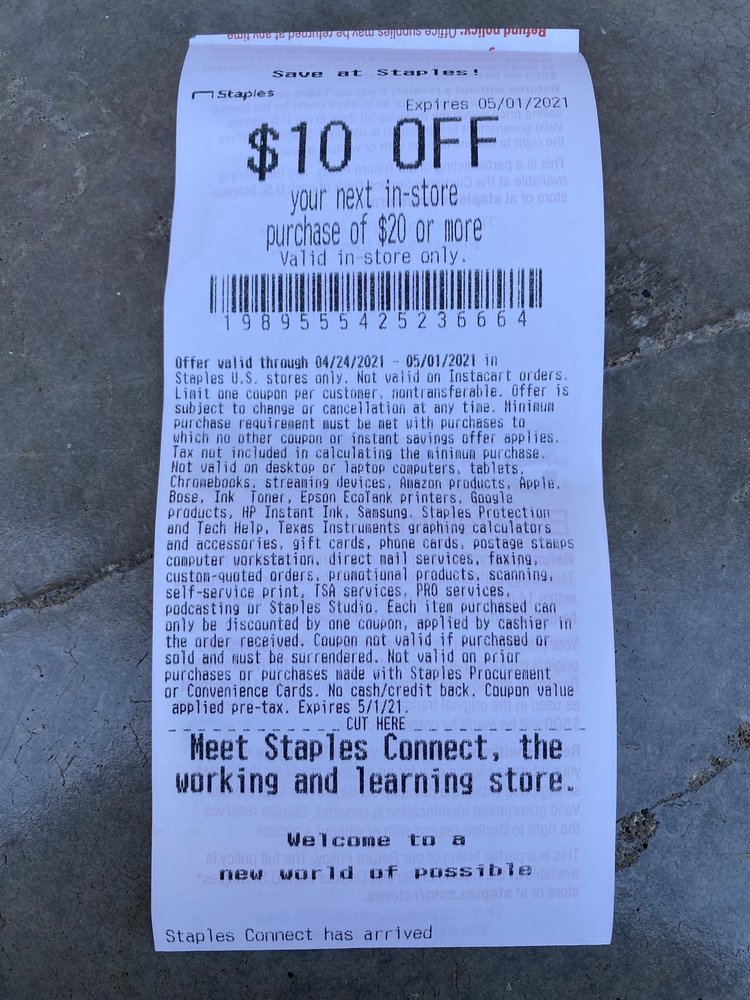 Refund policy: Office supplies may be returned at any time
Save at Staples!
Staples
Expires 05/01/2021
$10 OFF
your next in-store
purchase of $20 or more
Valid in-store only.
1989555425236664
Offer valid through 04/24/2021 - 05/01/2021 in
Staples U.S. stores only. Not valid on Instacart orders.
Limit one coupon per customer, nontransferable. Offer is
subject to change or cancellation at any time. Minimum
purchase requirement must be met with purchases to
which no other coupon or instant savings offer applies.
Tax not included in calculating the minimum purchase.
Not valid on desktop or laptop computers, tablets,
Chromebooks, streaming devices, Amazon products, Apple,
Bose, Ink Toner, Epson EcoTank printers, Google
products, HP Instant Ink, Samsung. Staples Protection
and Tech Help, Texas Instruments graphing calculators
and accessories, gift cards, phone cards, postage stamps
computer workstation, direct mail services, faxing,
custom-quoted orders, promotional products, scanning,
self-service print, TSA services, PRO services,
podcasting or Staples Studio. Each item purchased can
only be discounted by one coupon, applied by cashier in
the order received. Coupon not valid if purchased or
sold and must be surrendered. Not valid on prior
purchases or purchases made with Staples Procurement
or Convenience Cards. No cash/credit back. Coupon value
applied pre-tax. Expires 5/1/21.
CUT HERE
Meet Staples Connect, the
working and learning store.
Welcome to a
new world of possible
Staples Connect has arrived